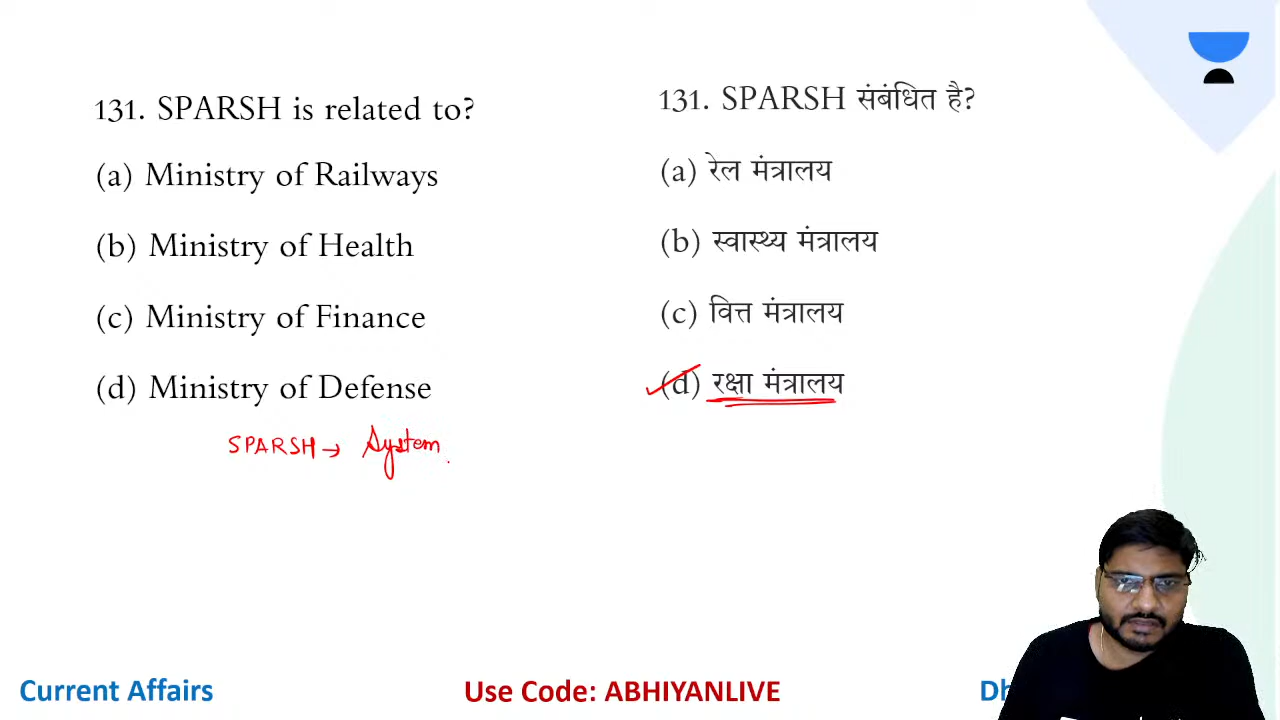 131. SPARSH is related to?
(a) Ministry of Railways
(b) Ministry of Health
(c) Ministry of Finance
(d) Ministry of Defense
SPARSH → System
131. SPARSH संबंधित है?
(a) रेल मंत्रालय
(b) स्वास्थ्य मंत्रालय
(c) वित्त मंत्रालय
(d) रक्षा मंत्रालय
Current Affairs
Use Code: ABHIYANLIVE